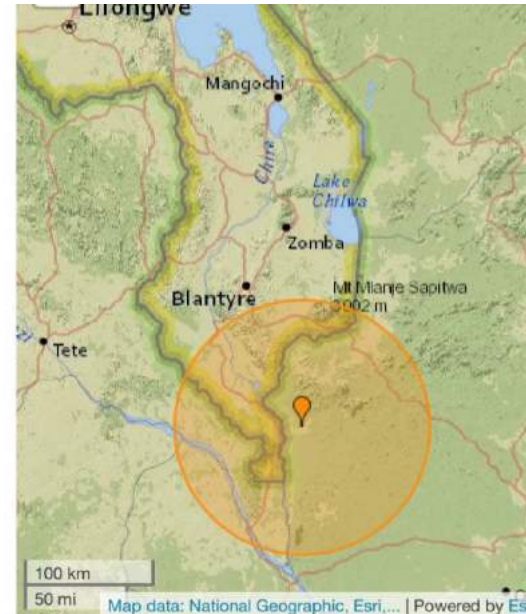 Lilongwe
Mangochi
Chire
Lake
Chilwa
Zomba
Mt Mlanje Sapitwa
3002 m
Blantyre
Tete
100 km
50 mi
Map data: National Geographic, Esri,... | Powered by Es